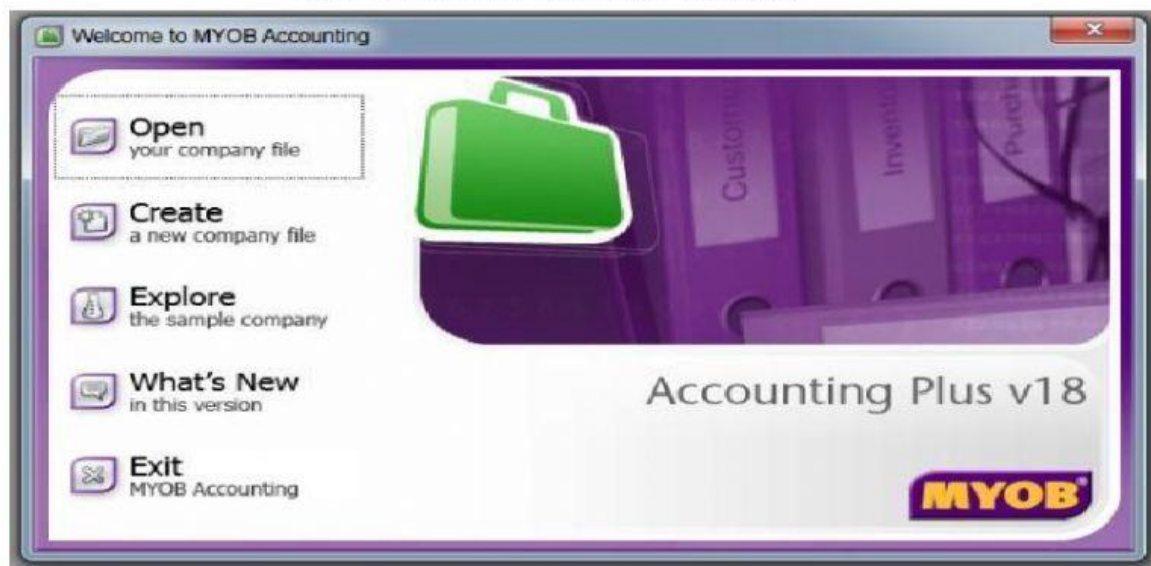 Welcome to MYOB Accounting
Open
your company file
Create
a new company file
Explore
the sample company
What's New
in this version
Exit
MYOB Accounting
Accounting Plus v18
MYOB